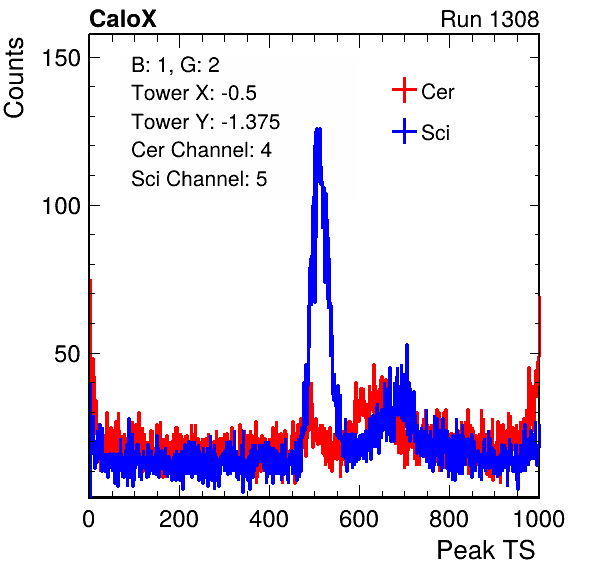 CaloX
Run 1308
Counts
150
100
50
B: 1, G: 2
Tower X: -0.5
Tower Y: -1.375
Cer Channel: 4
Sci Channel: 5
Cer
Sci
0 200 400 600 800 1000
Peak TS